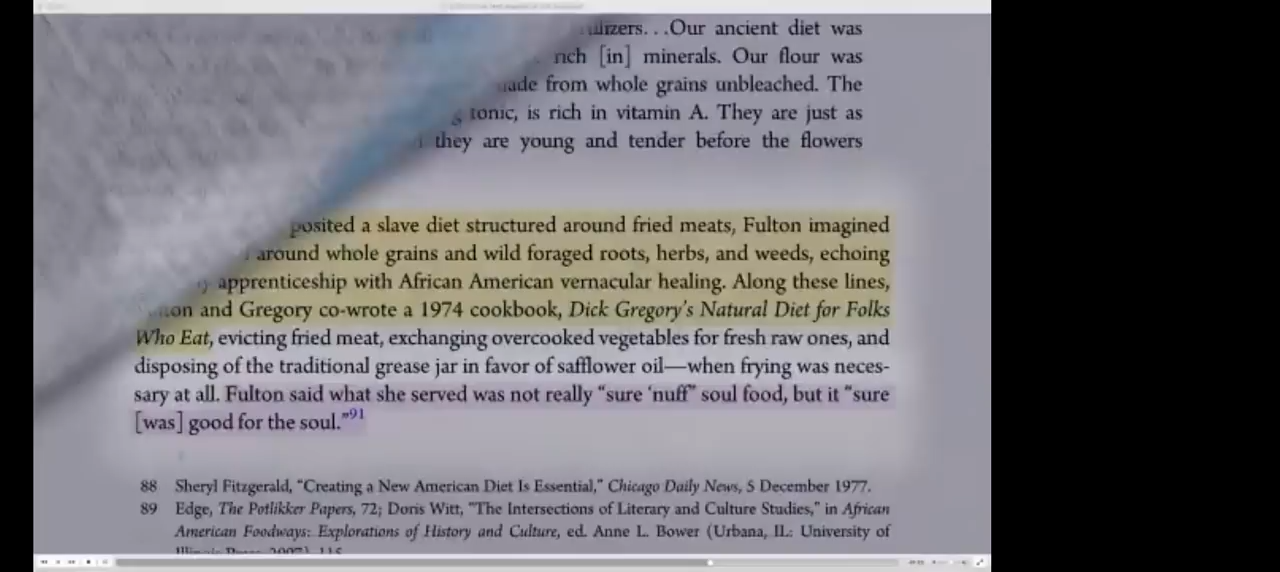 . . .Our ancient diet was
rich [in] minerals. Our flour was
made from whole grains unbleached. The
tonic, is rich in vitamin A. They are just as
they are young and tender before the flowers
posited a slave diet structured around fried meats, Fulton imagined
around whole grains and wild foraged roots, herbs, and weeds, echoing
apprenticeship with African American vernacular healing. Along these lines,
and Gregory co-wrote a 1974 cookbook, Dick Gregory's Natural Diet for Folks
Who Eat, evicting fried meat, exchanging overcooked vegetables for fresh raw ones, and
disposing of the traditional grease jar in favor of safflower oil—when frying was neces-
sary at all. Fulton said what she served was not really “sure ‘nuff” soul food, but it “sure
[was] good for the soul.”91
88 Sheryl Fitzgerald, “Creating a New American Diet Is Essential,” Chicago Daily News, 5 December 1977.
89 Edge, The Potlikker Papers, 72; Doris Witt, “The Intersections of Literary and Culture Studies,” in African
American Foodways: Explorations of History and Culture, ed. Anne L. Bower (Urbana, IL: University of